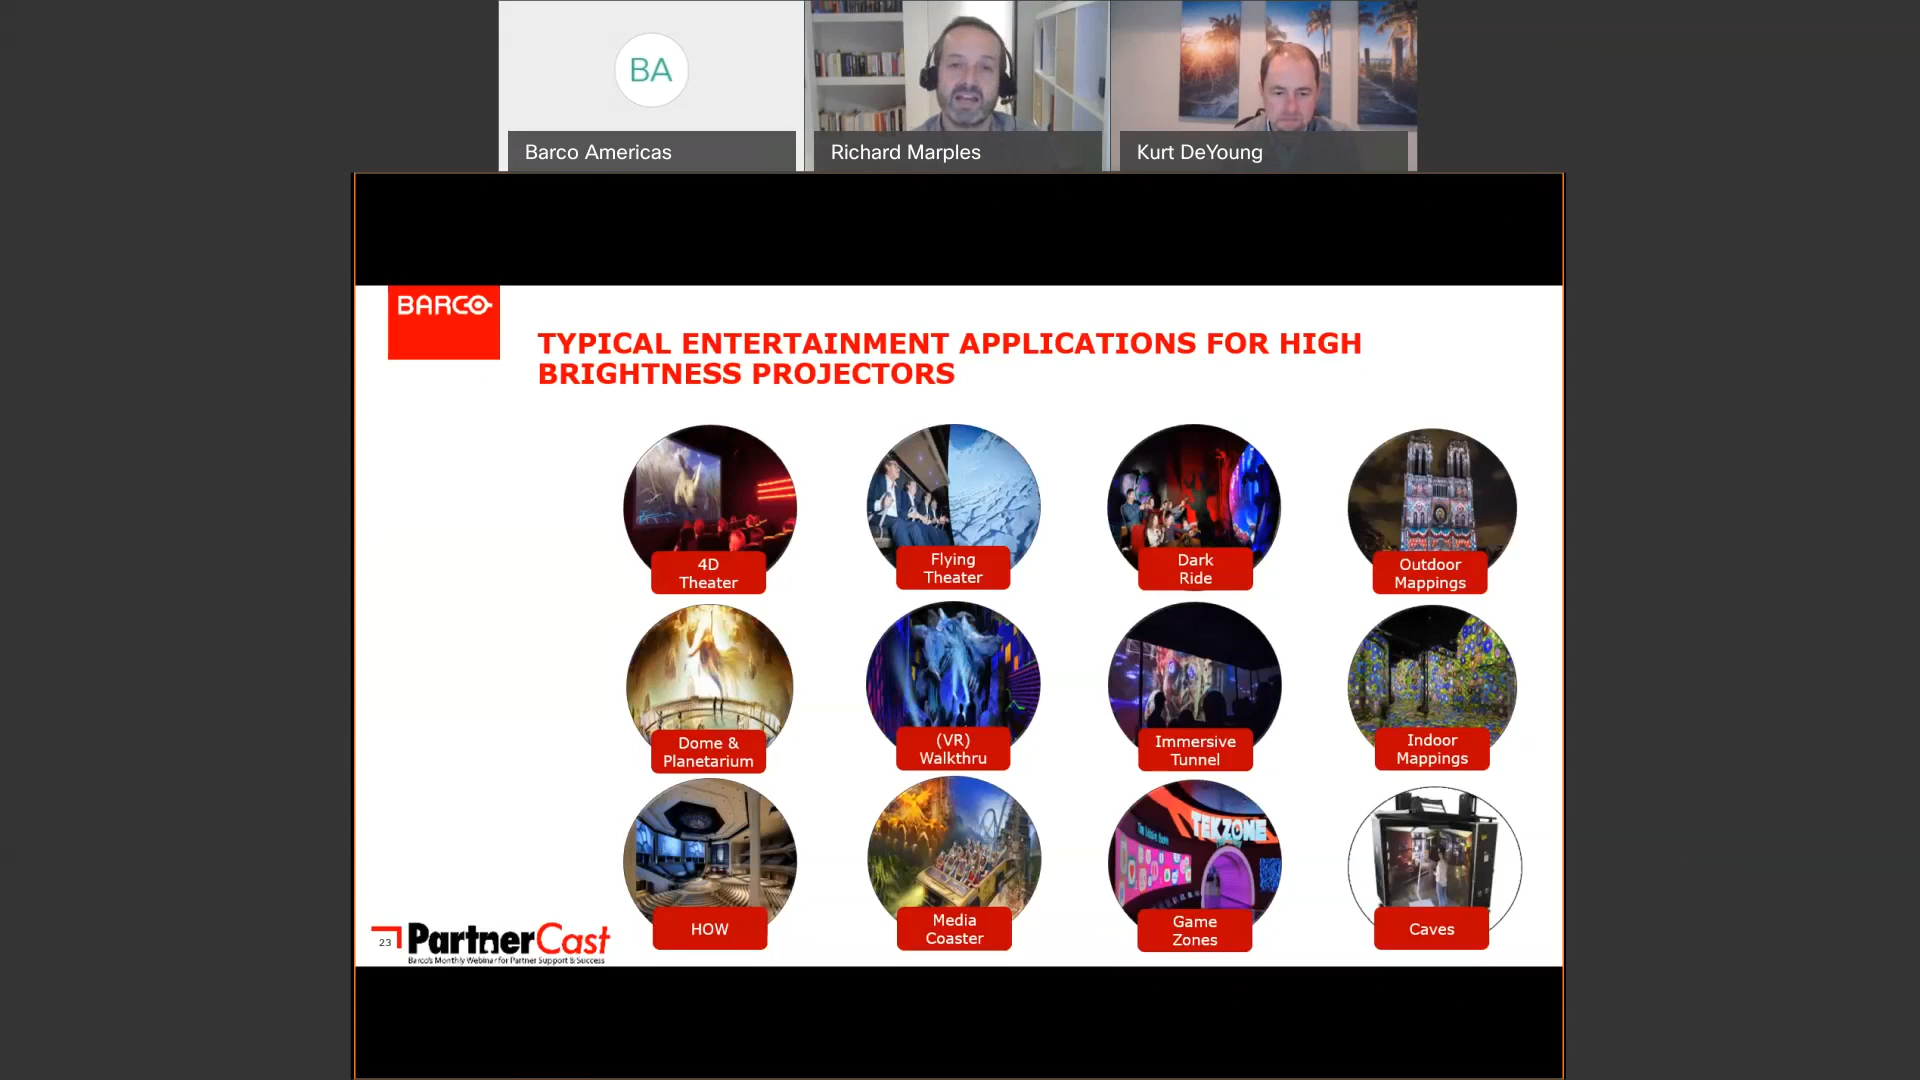 BA
Barco Americas
Richard Marples
Kurt DeYoung
BARCO
TYPICAL ENTERTAINMENT APPLICATIONS FOR HIGH
BRIGHTNESS PROJECTORS
4D
Theater
Flying
Theater
Dark
Ride
Outdoor
Mappings
Dome &
Planetarium
(VR)
Walkthru
Immersive
Tunnel
Indoor
Mappings
HOW
Media
Coaster
TEKZONE
Game
Zones
Caves
23
PartnerCast
Barco's Monthly Webinar for Partner Support & Success